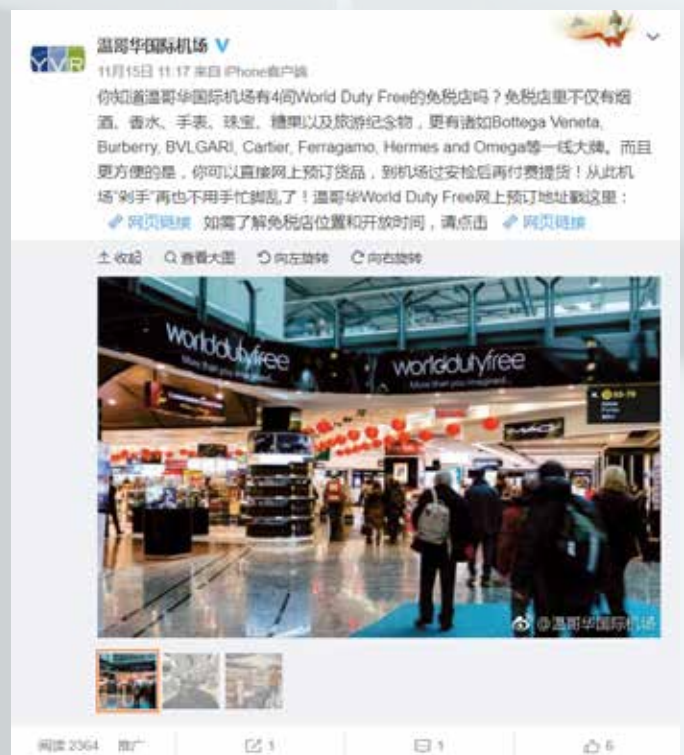 温哥华国际机场 V
YVR
11月15日 11:17 来自 iPhone客户端
你知道温哥华国际机场有4间World Duty Free的免税店吗？免税店里不仅有烟
酒、香水、手表、珠宝、糖果以及旅游纪念物，更有诸如Bottega Veneta,
Burberry, BVLGARI, Cartier, Ferragamo, Hermes and Omega等一线大牌。而且
更方便的是，你可以直接网上预订货品，到机场过安检后再付费提货！从此机
场“剁手”再也不用手忙脚乱了！温哥华World Duty Free网上预订地址戳这里：
网页链接 如需了解免税店位置和开放时间，请点击 网页链接
收起 查看大图 向左旋转 向右旋转
worlddutyfree
More than you imagined...
worlddutyfree
More than you imagined...
MAC
@温哥华国际机场
阅读 2364 推广 1 1 6